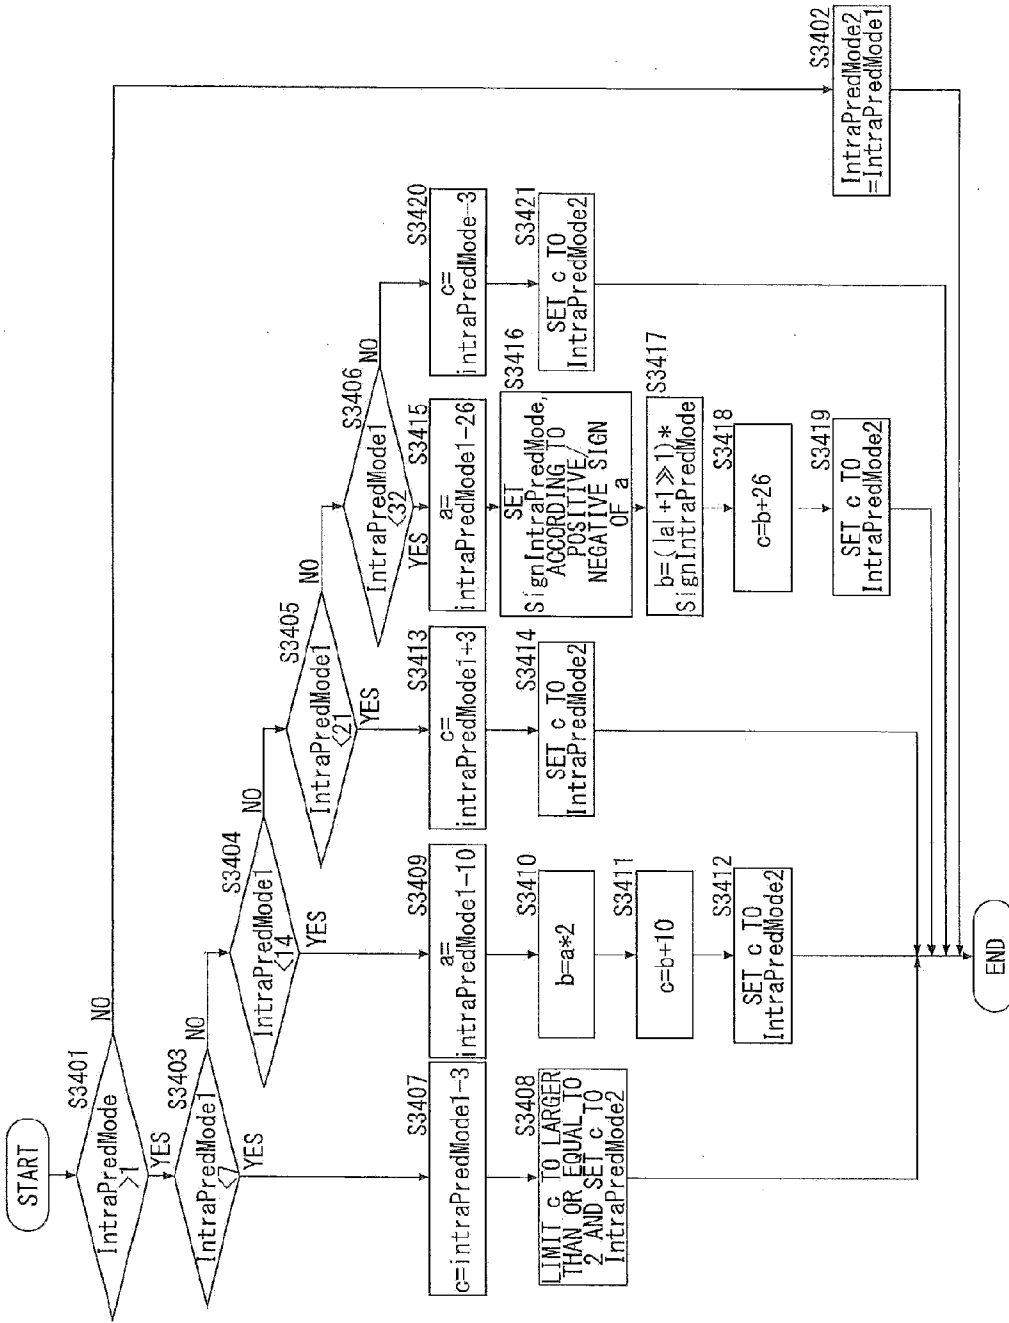 START
S3401
IntraPredMode
>1
NO
YES
S3403
IntraPredMode1
<7
NO
YES
S3404
IntraPredMode1
<14
NO
YES
S3405
IntraPredMode1
<21
NO
YES
S3406
IntraPredMode1
<32
NO
YES
S3407
c=intraPredMode1-3
S3408
LIMIT c TO LARGER
THAN OR EQUAL TO
2 AND SET c TO
IntraPredMode2
S3409
a=
intraPredMode1-10
S3410
b=a*2
S3411
c=b+10
S3412
SET c TO
IntraPredMode2
S3413
c=
intraPredMode1+3
S3414
SET c TO
IntraPredMode2
S3415
a=
intraPredMode1-26
S3416
SET
SignIntraPredMode,
ACCORDING TO
POSITIVE/
NEGATIVE SIGN
OF a
S3417
b=(|a|+1≫1)*
SignIntraPredMode
S3418
c=b+26
S3419
SET c TO
IntraPredMode2
S3420
c=
intraPredMode-3
S3421
SET c TO
IntraPredMode2
S3402
IntraPredMode2
=IntraPredMode1
END